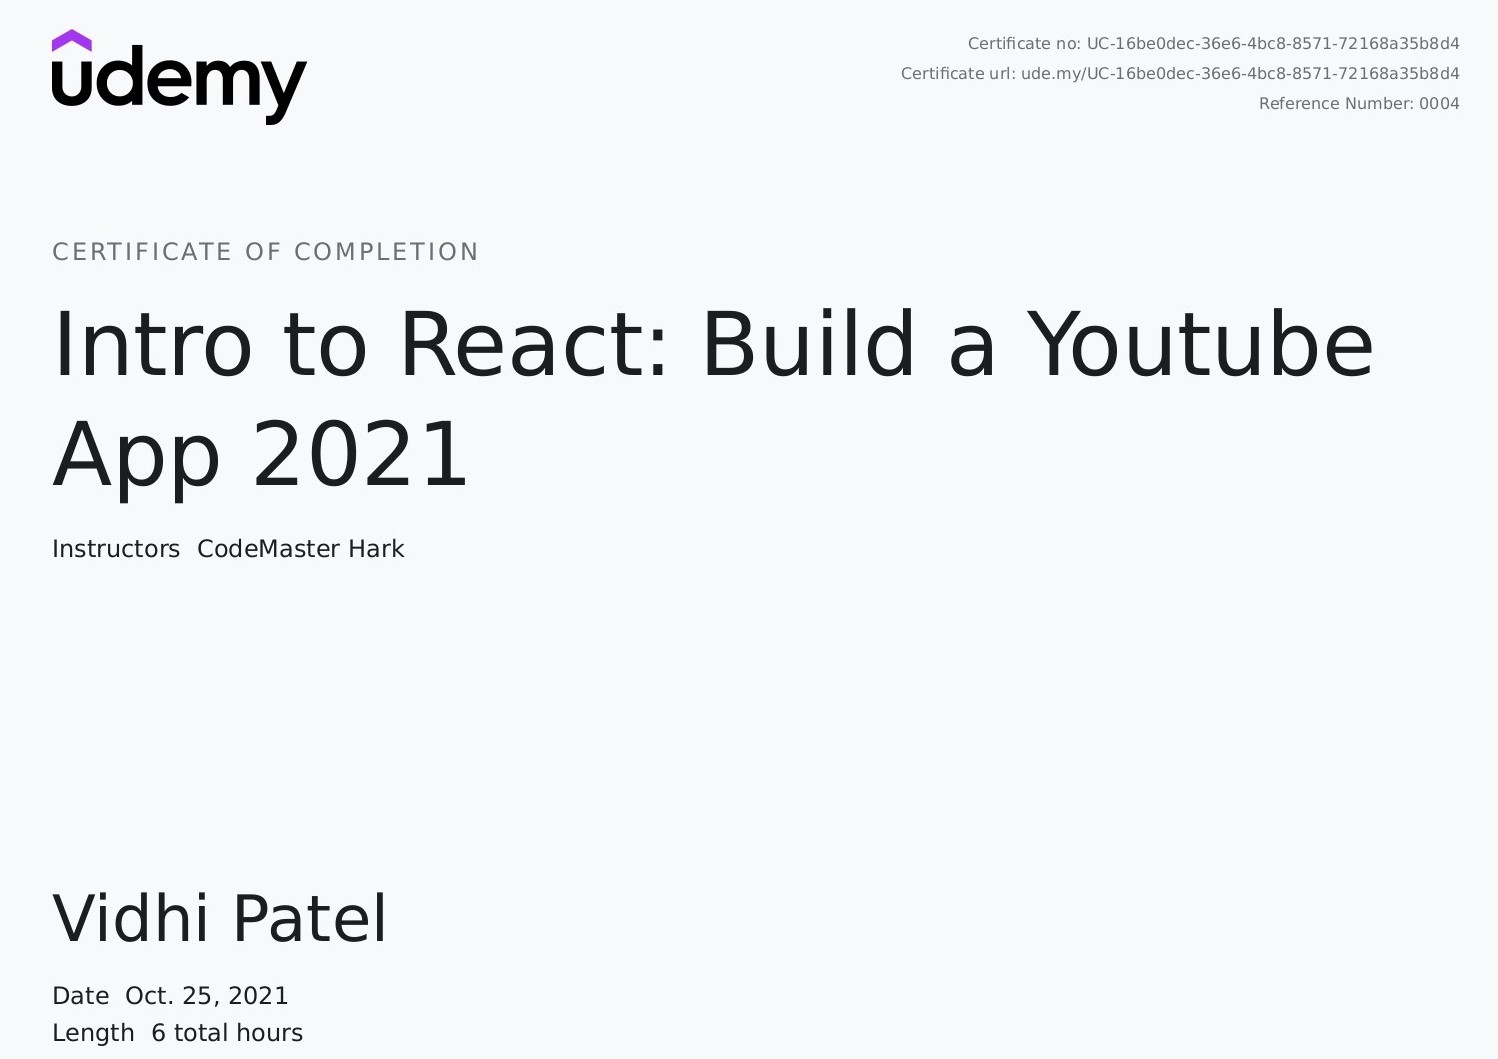 udemy
Certificate no: UC-16be0dec-36e6-4bc8-8571-72168a35b8d4
Certificate url: ude.my/UC-16be0dec-36e6-4bc8-8571-72168a35b8d4
Reference Number: 0004
CERTIFICATE OF COMPLETION
Intro to React: Build a Youtube
App 2021
Instructors CodeMaster Hark
Vidhi Patel
Date Oct. 25, 2021
Length 6 total hours